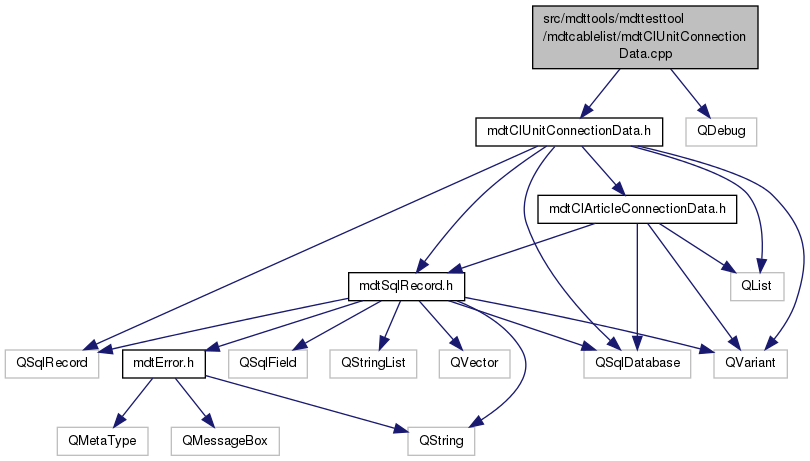 src/mdttools/mdttesttool
/mdtcablelist/mdtClUnitConnection
Data.cpp
mdtClUnitConnectionData.h
QDebug
mdtClArticleConnectionData.h
mdtSqlRecord.h
QList
QSqlRecord
mdtError.h
QSqlField
QStringList
QVector
QSqlDatabase
QVariant
QMetaType
QMessageBox
QString